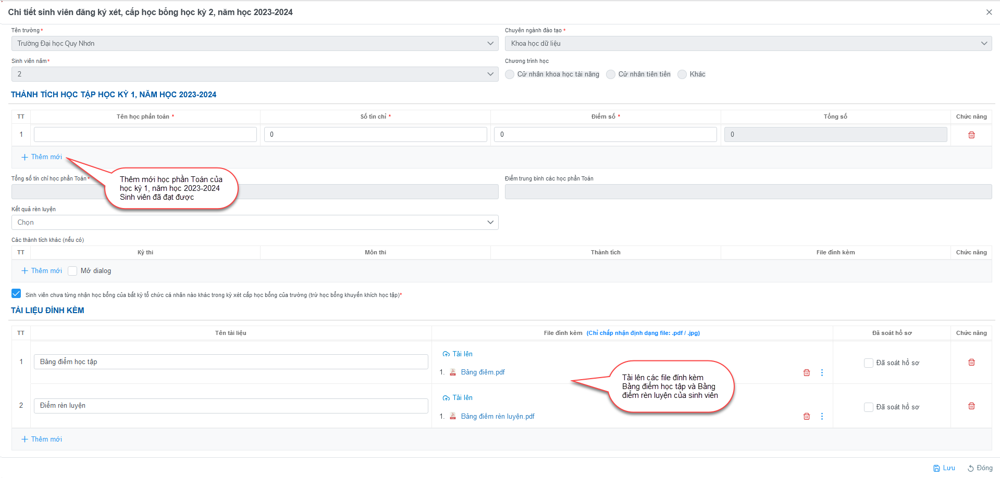 Chi tiết sinh viên đăng ký xét, cấp học bổng học kỳ 2, năm học 2023-2024
Tên trường *
Chuyên ngành đào tạo *
Trường Đại học Quy Nhơn
Khoa học dữ liệu
Sinh viên năm *
Chương trình học
2
Cử nhân khoa học tài năng
Cử nhân tiên tiến
Khác
THÀNH TÍCH HỌC TẬP HỌC KỲ 1, NĂM HỌC 2023-2024
TT
Tên học phần toán *
Số tín chỉ *
Điểm số *
Tổng số
Chức năng
1
0
0
0
Thêm mới
Thêm mới học phần Toán của
học kỳ 1, năm học 2023-2024
Sinh viên đã đạt được
Tổng số tín chỉ học phần Toán *
Điểm trung bình các học phần Toán
Kết quả rèn luyện
Chọn
Các thành tích khác (nếu có)
TT
Kỳ thi
Môn thi
Thành tích
File đính kèm
Chức năng
Thêm mới
Mở dialog
Sinh viên chưa từng nhận học bổng của bất kỳ tổ chức cá nhân nào khác trong kỳ xét cấp học bổng của trường (trừ học bổng khuyến khích học tập)*
TÀI LIỆU ĐÍNH KÈM
TT
Tên tài liệu
File đính kèm (Chỉ chấp nhận định dạng file: .pdf / .jpg)
Đã soát hồ sơ
Chức năng
1
Bảng điểm học tập
Tải lên
1. Bảng điểm.pdf
Đã soát hồ sơ
Tải lên các file đính kèm
Bảng điểm học tập và Bảng
điểm rèn luyện của sinh viên
2
Điểm rèn luyện
Tải lên
1. Bảng điểm rèn luyện.pdf
Đã soát hồ sơ
Thêm mới
Lưu
Đóng